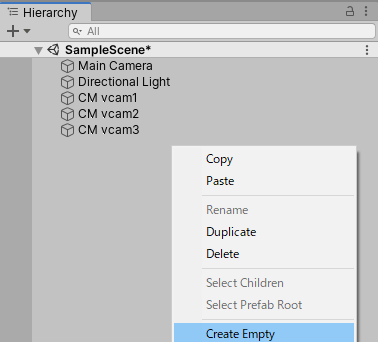 Hierarchy
All
SampleScene*
Main Camera
Directional Light
CM vcam1
CM vcam2
CM vcam3
Copy
Paste
Rename
Duplicate
Delete
Select Children
Select Prefab Root
Create Empty